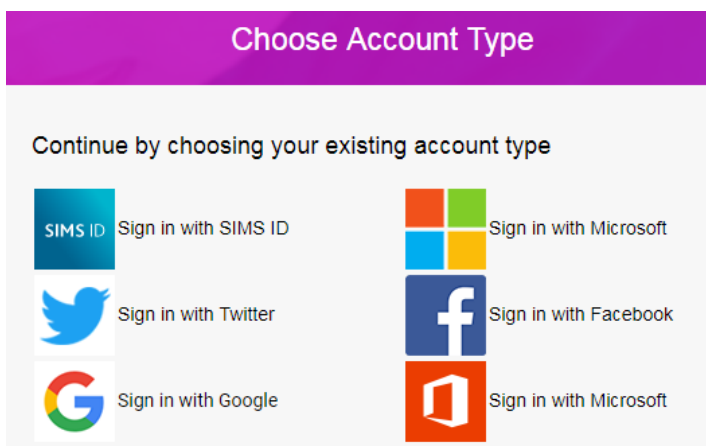 Choose Account Type
Continue by choosing your existing account type
SIMS ID Sign in with SIMS ID
Sign in with Microsoft
Sign in with Twitter
Sign in with Facebook
Sign in with Google
Sign in with Microsoft